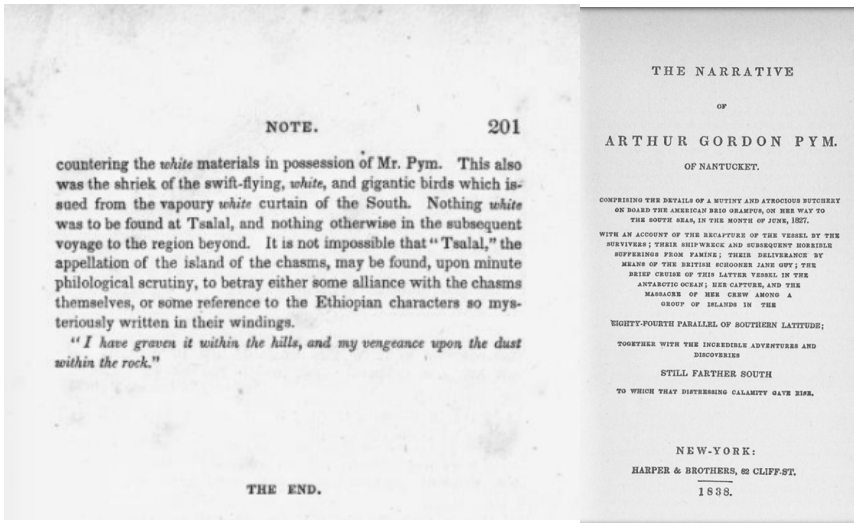 NOTE. 201
countering the white materials in possession of Mr. Pym. This also
was the shriek of the swift-flying, white, and gigantic birds which is-
sued from the vapoury white curtain of the South. Nothing white
was to be found at Tsalal, and nothing otherwise in the subsequent
voyage to the region beyond. It is not impossible that "Tsalal," the
appellation of the island of the chasms, may be found, upon minute
philological scrutiny, to betray either some alliance with the chasms
themselves, or some reference to the Ethiopian characters so mys-
teriously written in their windings.
"I have graven it within the hills, and my vengeance upon the dust
within the rock."
THE END.
THE NARRATIVE
OF
ARTHUR GORDON PYM.
OF NANTUCKET.
COMPRISING THE DETAILS OF A MUTINY AND ATROCIOUS BUTCHERY
ON BOARD THE AMERICAN BRIG GRAMPUS, ON HER WAY TO
THE SOUTH SEAS, IN THE MONTH OF JUNE, 1827.
WITH AN ACCOUNT OF THE RECAPTURE OF THE VESSEL BY THE
SURVIVERS; THEIR SHIPWRECK AND SUBSEQUENT HORRIBLE
SUFFERINGS FROM FAMINE; THEIR DELIVERANCE BY
MEANS OF THE BRITISH SCHOONER JANE GUY; THE
BRIEF CRUISE OF THIS LATTER VESSEL IN THE
ANTARCTIC OCEAN; HER CAPTURE, AND THE
MASSACRE OF HER CREW AMONG A
GROUP OF ISLANDS IN THE
EIGHTY-FOURTH PARALLEL OF SOUTHERN LATITUDE;
TOGETHER WITH THE INCREDIBLE ADVENTURES AND
DISCOVERIES
STILL FARTHER SOUTH
TO WHICH THAT DISTRESSING CALAMITY GAVE RISE.
NEW-YORK:
HARPER & BROTHERS, 82 CLIFF-ST.
1838.